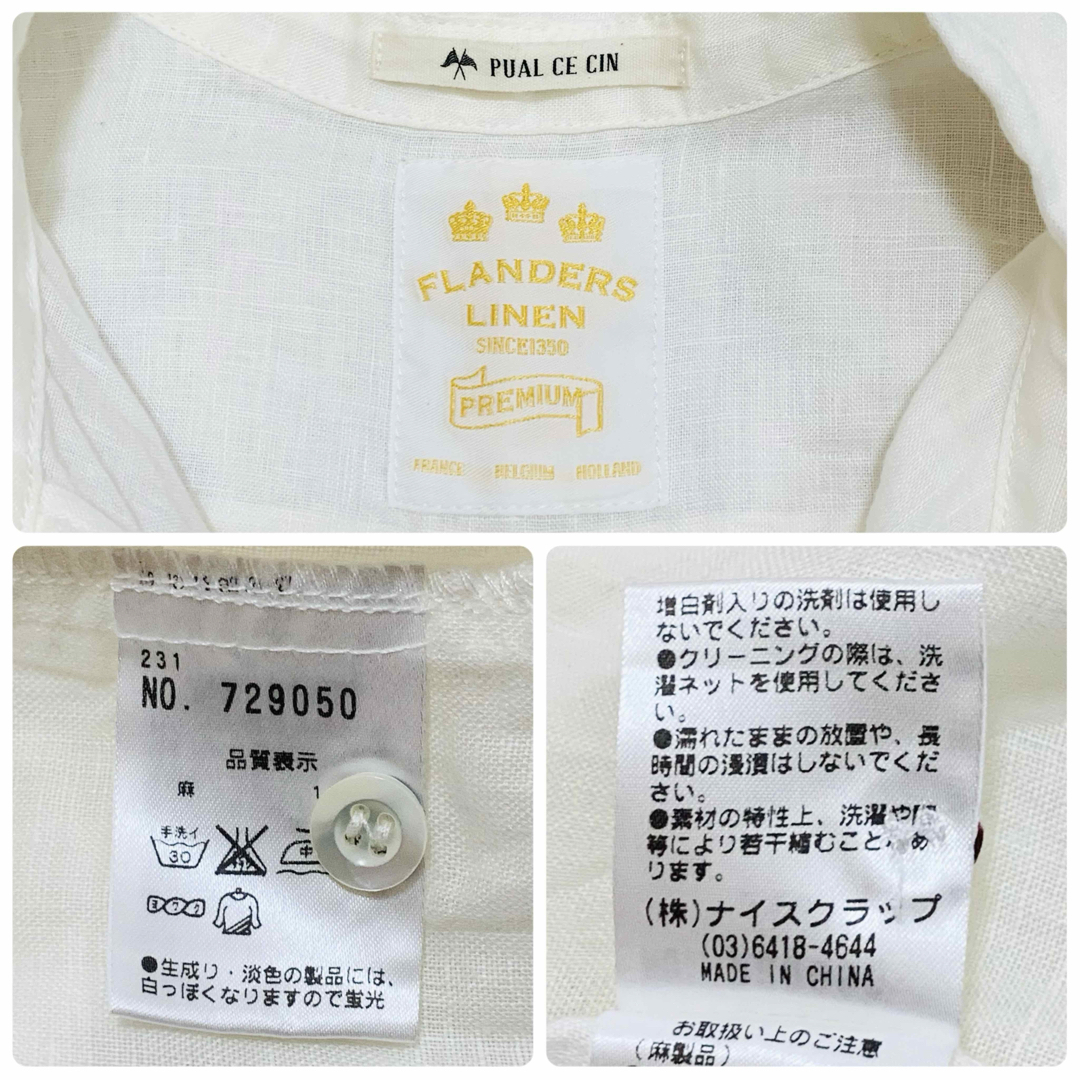 PUAL CE CIN
FLANDERS
LINEN
SINCE1350
PREMIUM
FRANCE BELGIUM HOLLAND
231
NO. 729050
品質表示
麻 1
手洗イ
30
中
ヨワク
●生成り・淡色の製品には、
白っぽくなりますので蛍光
増白剤入りの洗剤は使用し
ないでください。
●クリーニングの際は、洗
濯ネットを使用してくださ
い。
●濡れたままの放置や、長
時間の浸漬はしないでくだ
さい。
●素材の特性上、洗濯や
等により若干縮むこと あ
ります。
(株)ナイスクラップ
(03)6418-4644
MADE IN CHINA
お取扱い上のご注意
(麻製品)